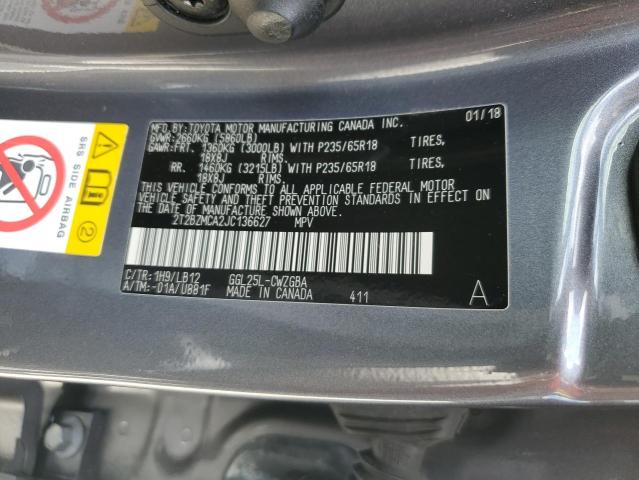 MFD.BY:TOYOTA MOTOR MANUFACTURING CANADA INC. 01/18
GVWR: 2660KG (5860LB)
GAWR:FRT. 1360KG (3000LB) WITH P235/65R18 TIRES,
18X8J RIMS.
RR. 1460KG (3215LB) WITH P235/65R18 TIRES,
18X8J RIMS.
THIS VEHICLE CONFORMS TO ALL APPLICABLE FEDERAL MOTOR
VEHICLE SAFETY AND THEFT PREVENTION STANDARDS IN EFFECT ON THE
DATE OF MANUFACTURE SHOWN ABOVE.
2T2BZMCA2JC136627 MPV
C/TR: 1H9/LB12 GGL25L-CWZGBA
A/TM:-01A/U881F MADE IN CANADA 411 A
SRS SIDE AIRBAG
2